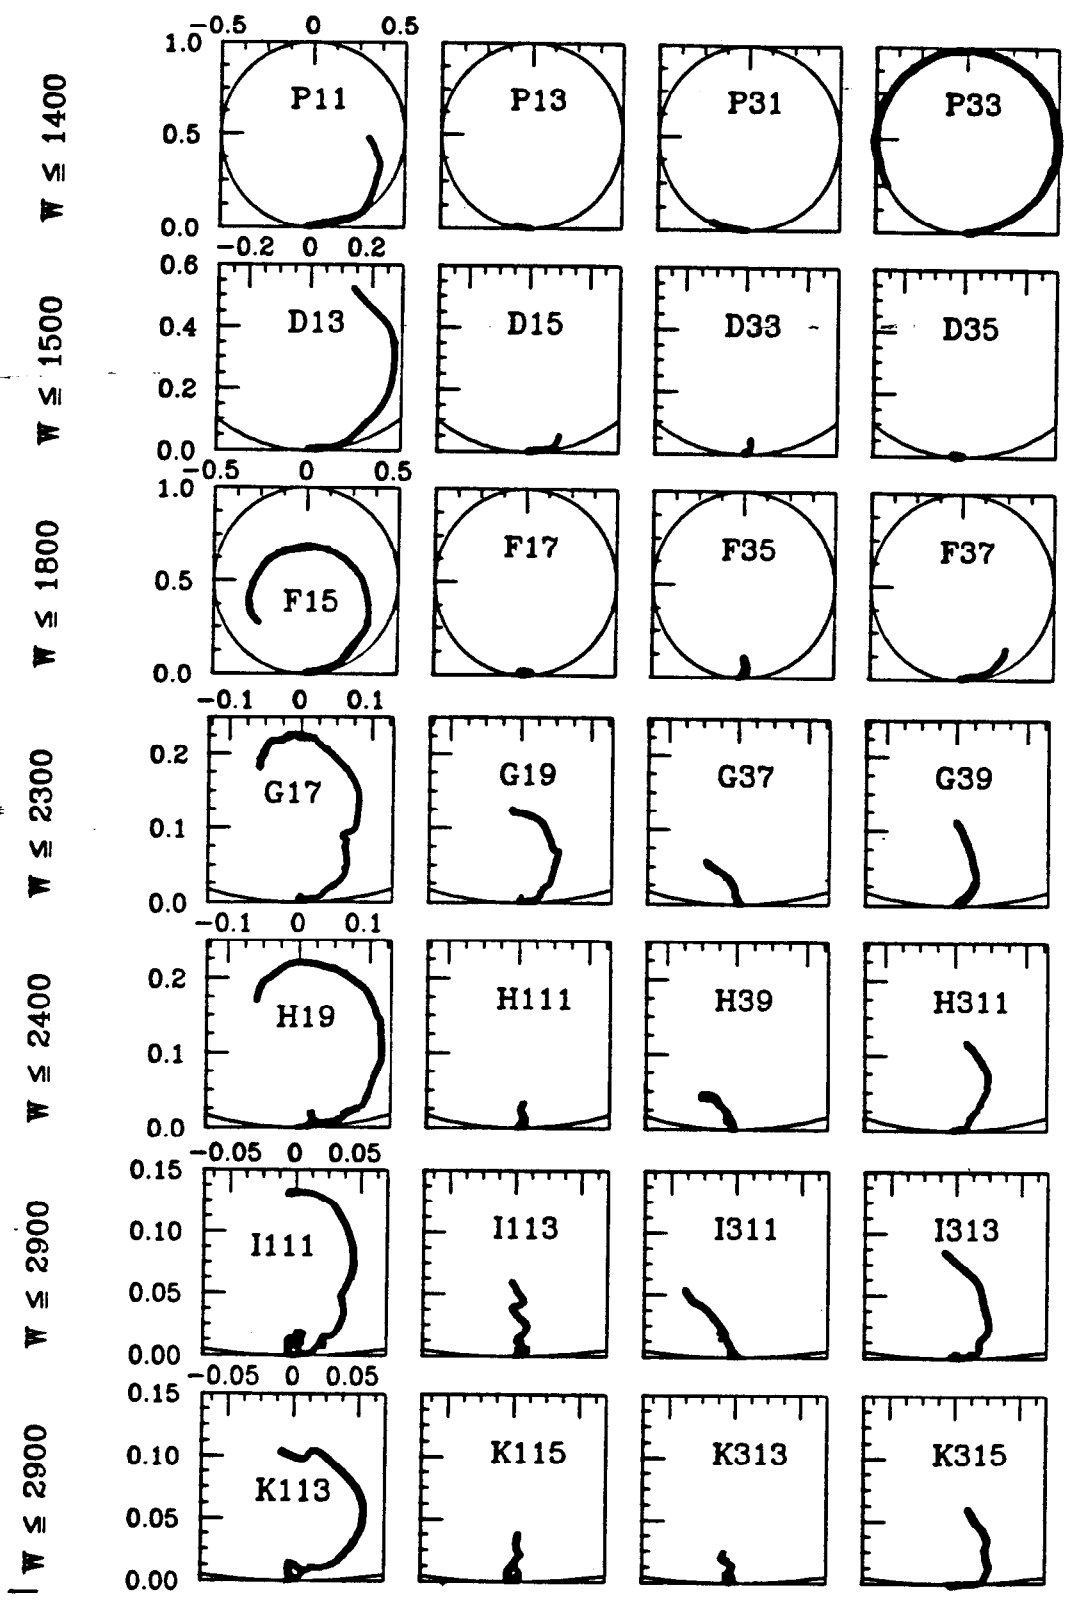 −0.5 0 0.5
1.0
0.5
0.0
W ≤ 1400
P11 P13 P31 P33
−0.2 0 0.2
0.6
0.4
0.2
0.0
W ≤ 1500
D13 D15 D33 D35
−0.5 0 0.5
1.0
0.5
0.0
W ≤ 1800
F15 F17 F35 F37
−0.1 0 0.1
0.2
0.1
0.0
W ≤ 2300
G17 G19 G37 G39
−0.1 0 0.1
0.2
0.1
0.0
W ≤ 2400
H19 H111 H39 H311
−0.05 0 0.05
0.15
0.10
0.05
0.00
W ≤ 2900
I111 I113 I311 I313
−0.05 0 0.05
0.15
0.10
0.05
0.00
W ≤ 2900
K113 K115 K313 K315